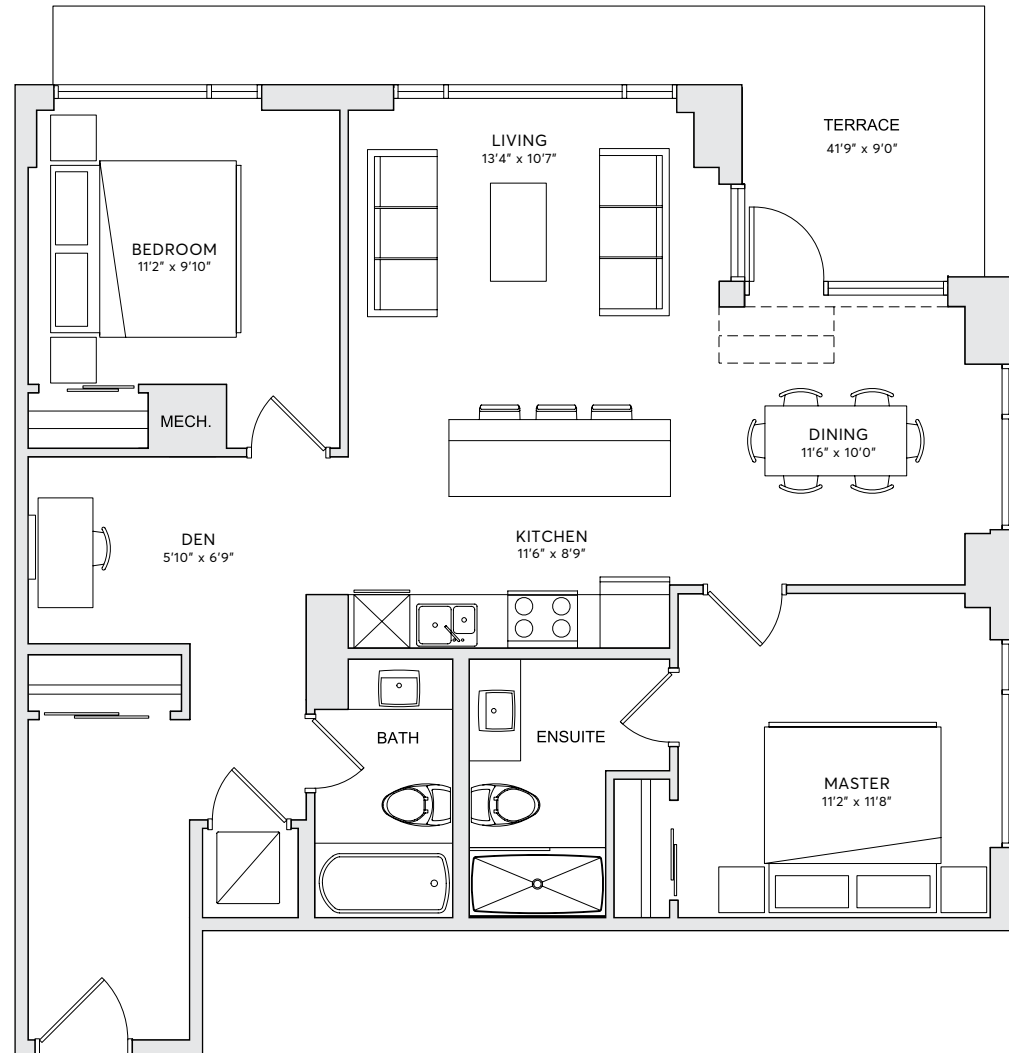 TERRACE
41'9" x 9'0"
LIVING
13'4" x 10'7"
BEDROOM
11'2" x 9'10"
MECH.
DINING
11'6" x 10'0"
DEN
5'10" x 6'9"
KITCHEN
11'6" x 8'9"
BATH
ENSUITE
MASTER
11'2" x 11'8"